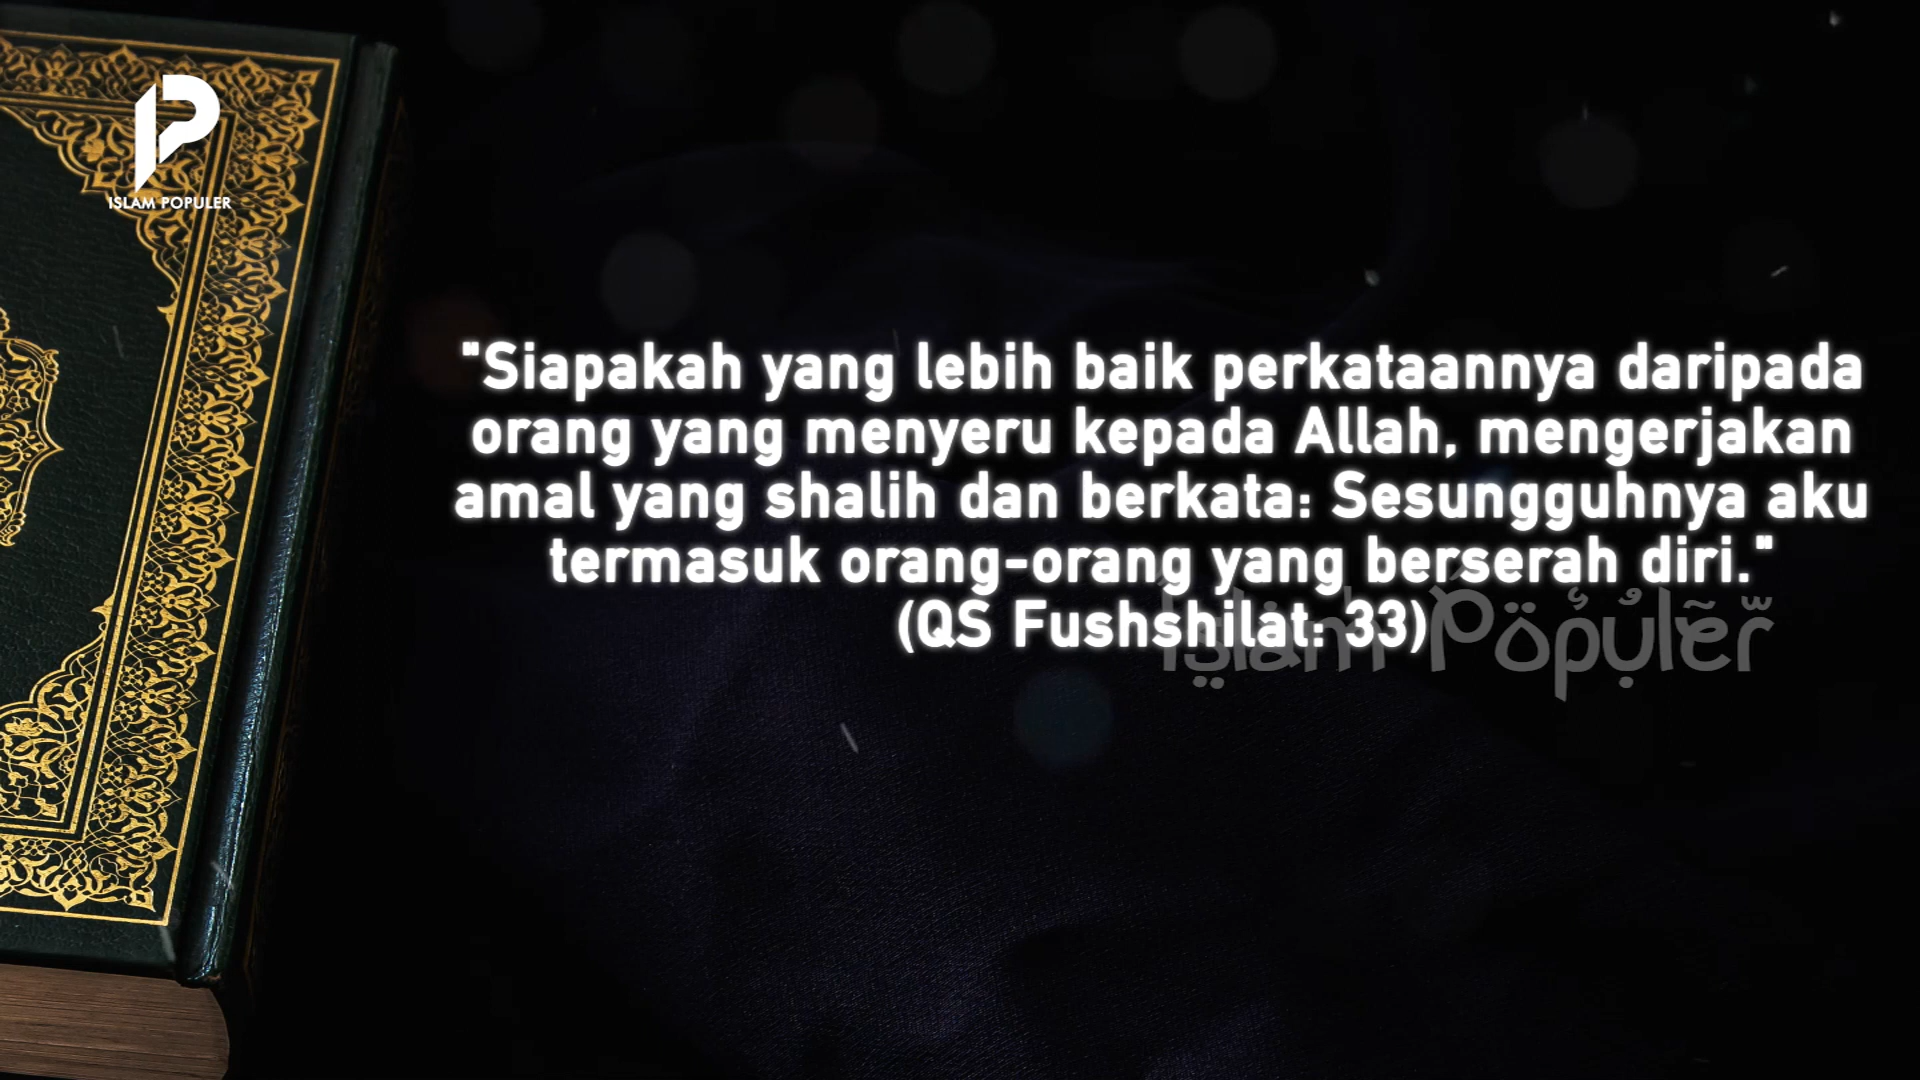 ISLAM POPULER
"Siapakah yang lebih baik perkataannya daripada
orang yang menyeru kepada Allah, mengerjakan
amal yang shalih dan berkata: Sesungguhnya aku
termasuk orang-orang yang berserah diri."
(QS Fushshilat: 33)
Islam Populer